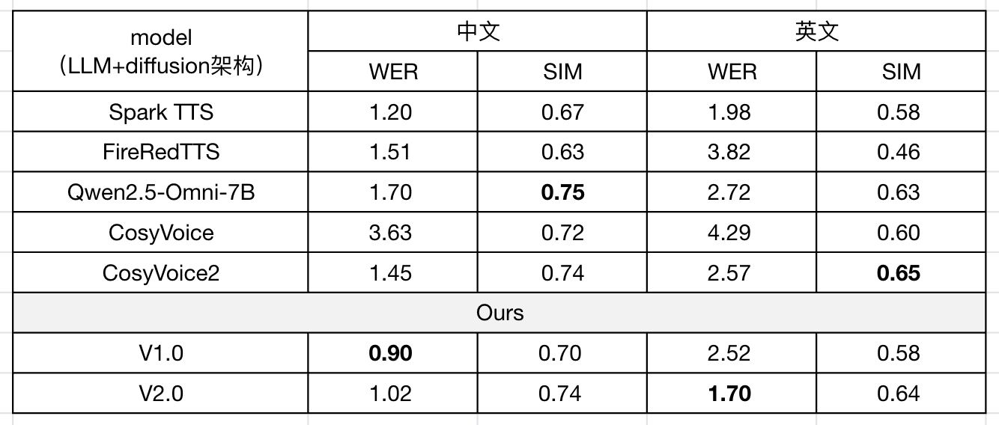 model
（LLM+diffusion架构）
中文 英文
WER SIM WER SIM
Spark TTS 1.20 0.67 1.98 0.58
FireRedTTS 1.51 0.63 3.82 0.46
Qwen2.5-Omni-7B 1.70 0.75 2.72 0.63
CosyVoice 3.63 0.72 4.29 0.60
CosyVoice2 1.45 0.74 2.57 0.65
Ours
V1.0 0.90 0.70 2.52 0.58
V2.0 1.02 0.74 1.70 0.64